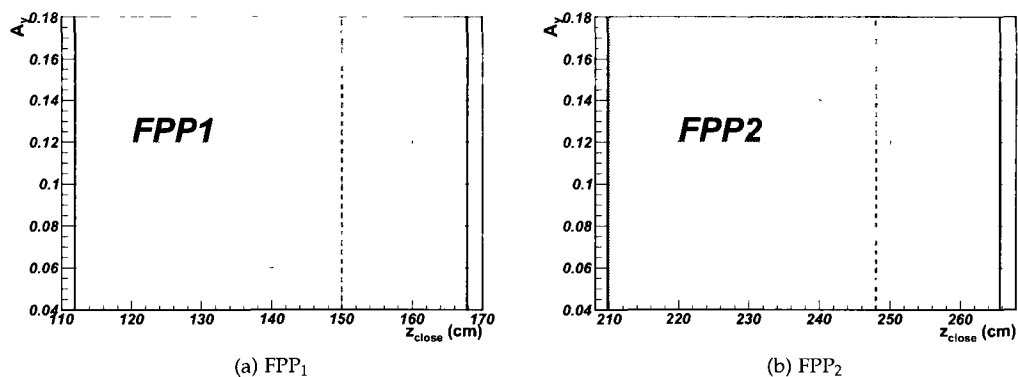 A_y
0.18
0.16
0.14
0.12
0.1
0.08
0.06
0.04
FPP1
110 120 130 140 150 160 170
z_close (cm)
(a) FPP₁
A_y
0.18
0.16
0.14
0.12
0.1
0.08
0.06
0.04
FPP2
210 220 230 240 250 260
z_close (cm)
(b) FPP₂